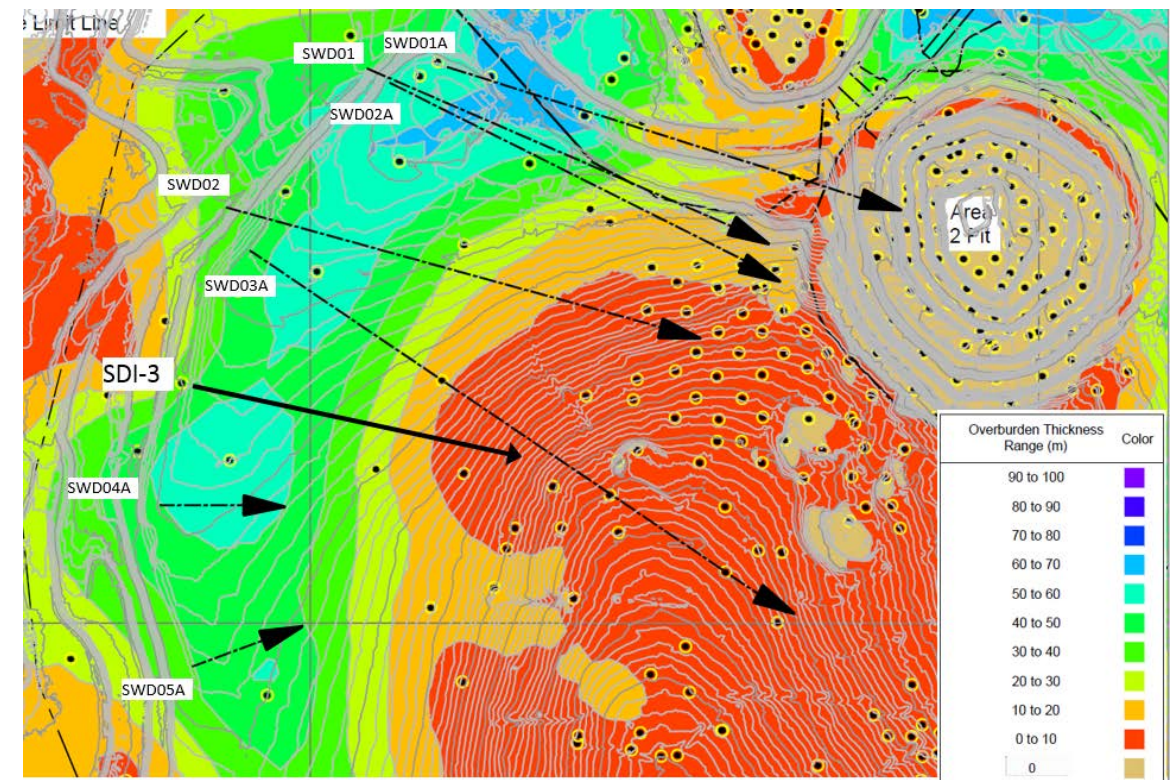 e Limit Line
SWD01
SWD01A
SWD02A
SWD02
SWD03A
SDI-3
SWD04A
SWD05A
Area
2 Pit
Overburden Thickness
Range (m)
Color
90 to 100
80 to 90
70 to 80
60 to 70
50 to 60
40 to 50
30 to 40
20 to 30
10 to 20
0 to 10
0